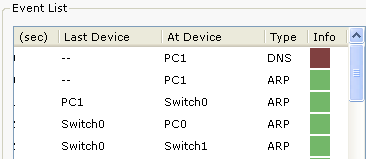 Event List
(sec) Last Device At Device Type Info
-- PC1 DNS
-- PC1 ARP
PC1 Switch0 ARP
Switch0 PC0 ARP
Switch0 Switch1 ARP